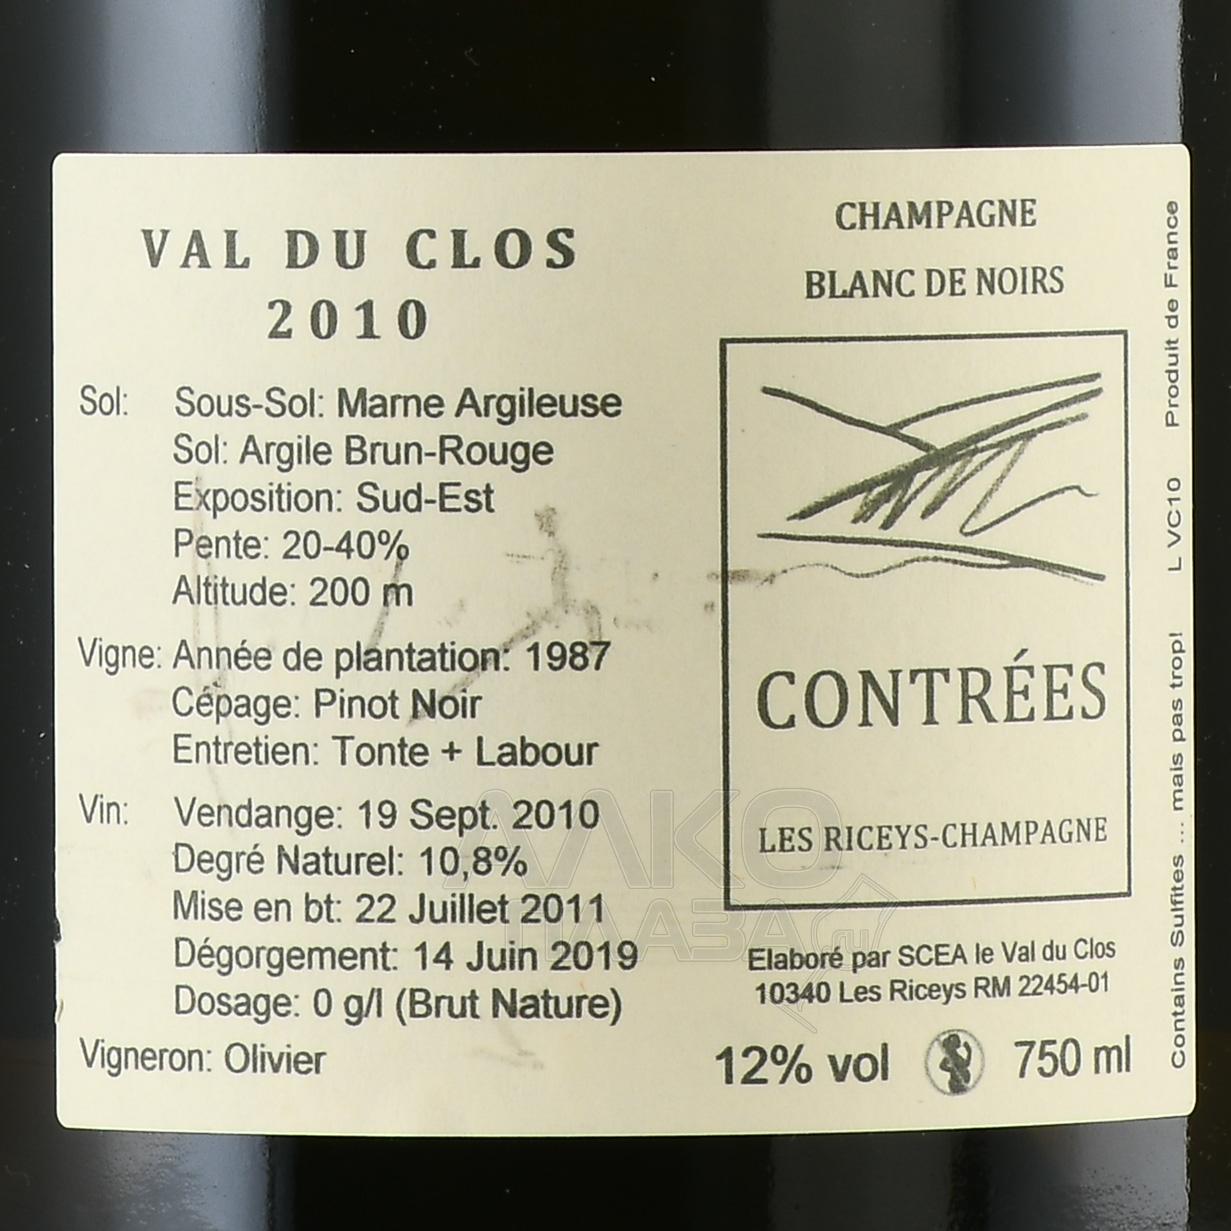 VAL DU CLOS
2010
Sol: Sous-Sol: Marne Argileuse
Sol: Argile Brun-Rouge
Exposition: Sud-Est
Pente: 20-40%
Altitude: 200 m
Vigne: Année de plantation: 1987
Cépage: Pinot Noir
Entretien: Tonte + Labour
Vin: Vendange: 19 Sept. 2010
Degré Naturel: 10,8%
Mise en bt: 22 Juillet 2011
Dégorgement: 14 Juin 2019
Dosage: 0 g/l (Brut Nature)
Vigneron: Olivier
CHAMPAGNE
BLANC DE NOIRS
CONTRÉES
LES RICEYS-CHAMPAGNE
Elaboré par SCEA le Val du Clos
10340 Les Riceys RM 22454-01
12% vol 750 ml
Contains Sulfites ... mais pas trop! L VC10 Produit de France
АЛКО
ПЛАЗА
.ru